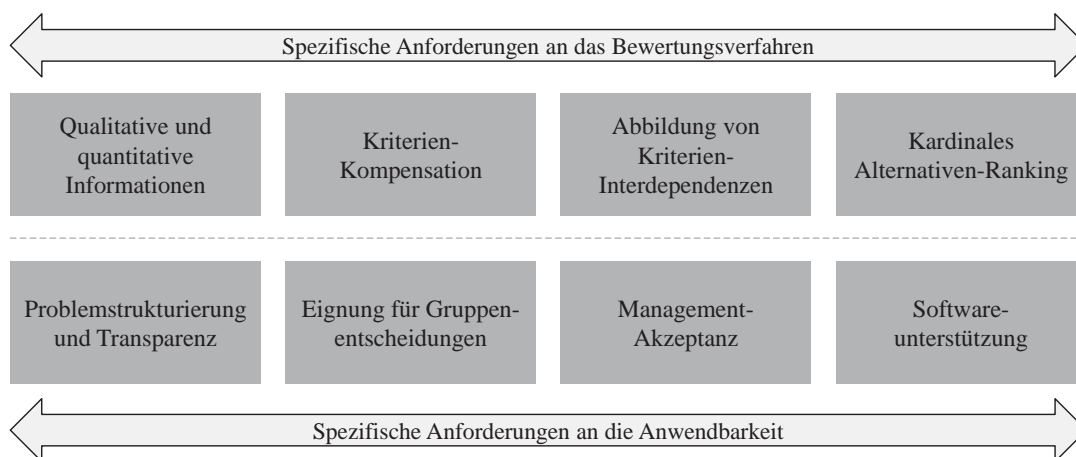 Spezifische Anforderungen an das Bewertungsverfahren
Qualitative und
quantitative
Informationen
Kriterien-
Kompensation
Abbildung von
Kriterien-
Interdependenzen
Kardinales
Alternativen-Ranking
Problemstrukturierung
und Transparenz
Eignung für Gruppen-
entscheidungen
Management-
Akzeptanz
Software-
unterstützung
Spezifische Anforderungen an die Anwendbarkeit